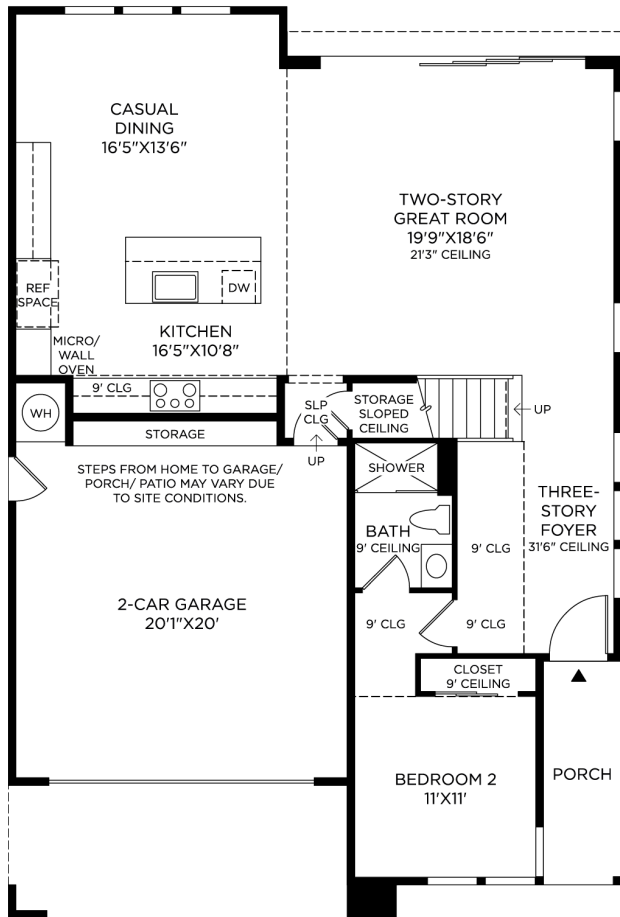 CASUAL
DINING
16'5"X13'6"
TWO-STORY
GREAT ROOM
19'9"X18'6"
21'3" CEILING
REF
SPACE
DW
MICRO/
WALL
OVEN
KITCHEN
16'5"X10'8"
9' CLG
WH
STORAGE
SLP
CLG
UP
STORAGE
SLOPED
CEILING
UP
STEPS FROM HOME TO GARAGE/
PORCH/ PATIO MAY VARY DUE
TO SITE CONDITIONS.
SHOWER
BATH
9' CEILING
9' CLG
THREE-
STORY
FOYER
31'6" CEILING
2-CAR GARAGE
20'1"X20'
9' CLG
9' CLG
CLOSET
9' CEILING
BEDROOM 2
11'X11'
PORCH